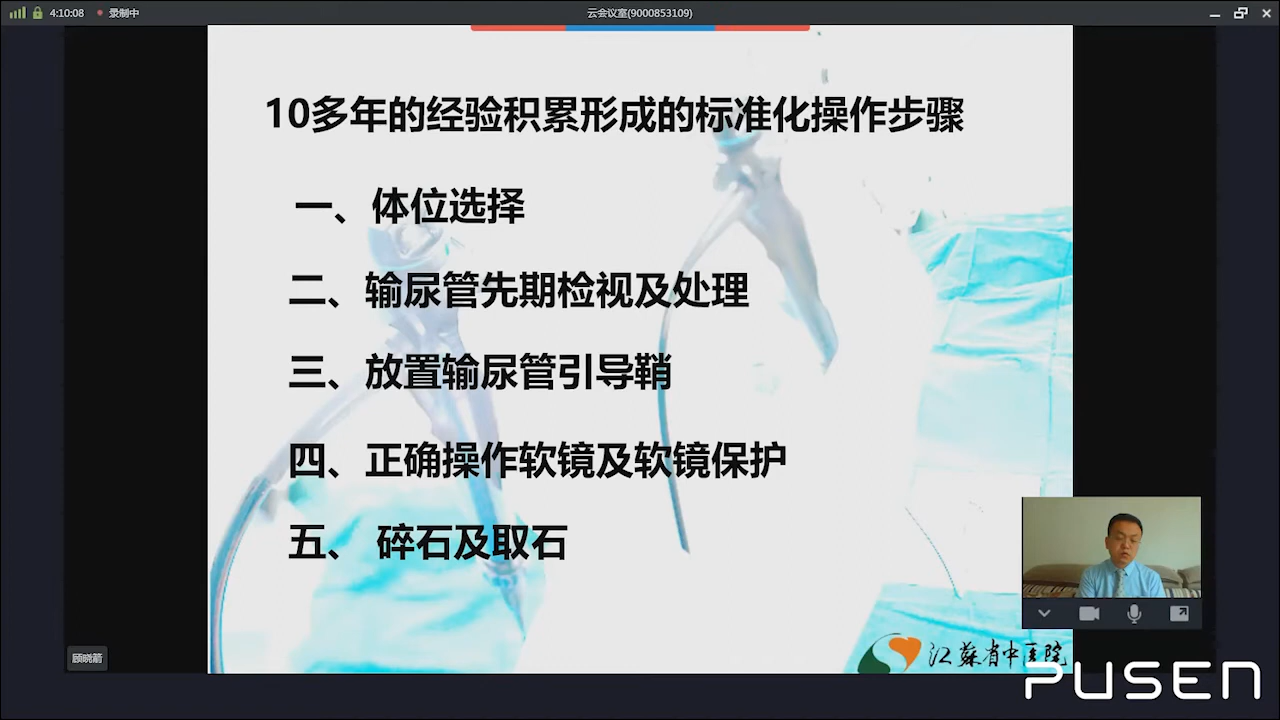 4:10:08
录制中
云会议室(9000853109)
10多年的经验积累形成的标准化操作步骤
一、体位选择
二、输尿管先期检视及处理
三、放置输尿管引导鞘
四、正确操作软镜及软镜保护
五、 碎石及取石
顾晓箭
江苏省中医院
PUSEN